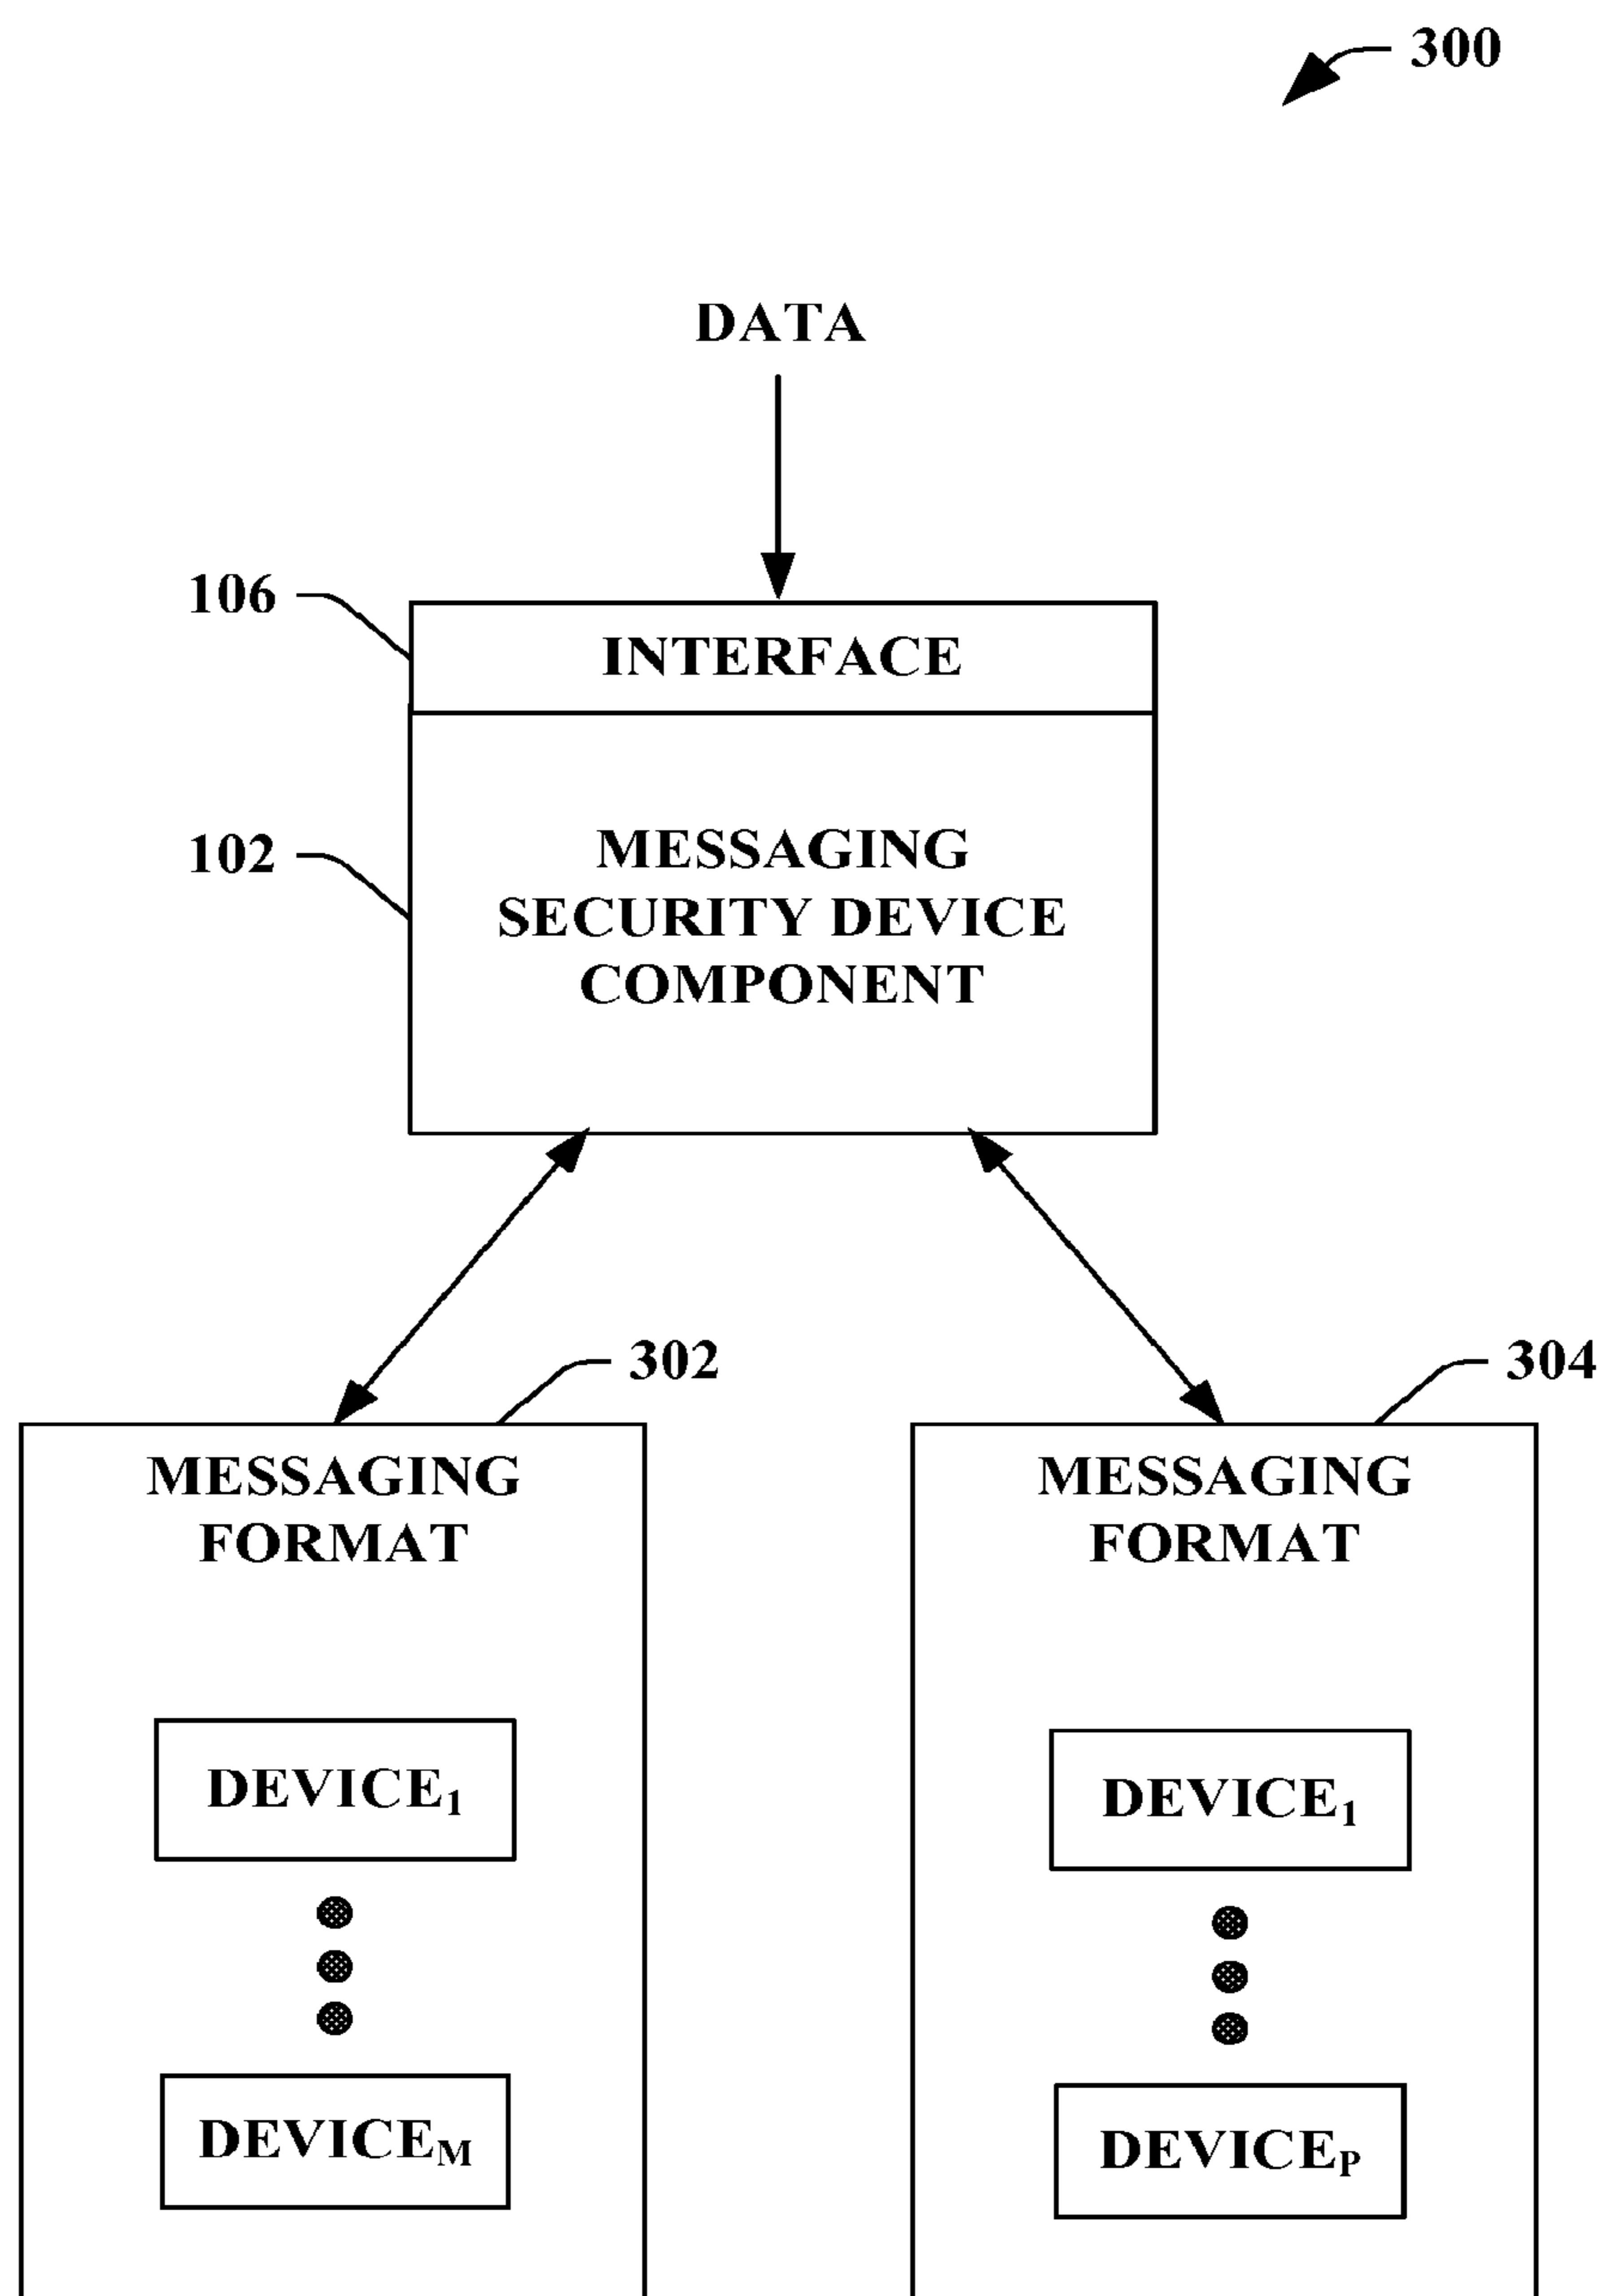 300
DATA
106
INTERFACE
102
MESSAGING
SECURITY DEVICE
COMPONENT
302
304
MESSAGING
FORMAT
DEVICE₁
DEVICEM
MESSAGING
FORMAT
DEVICE₁
DEVICEP